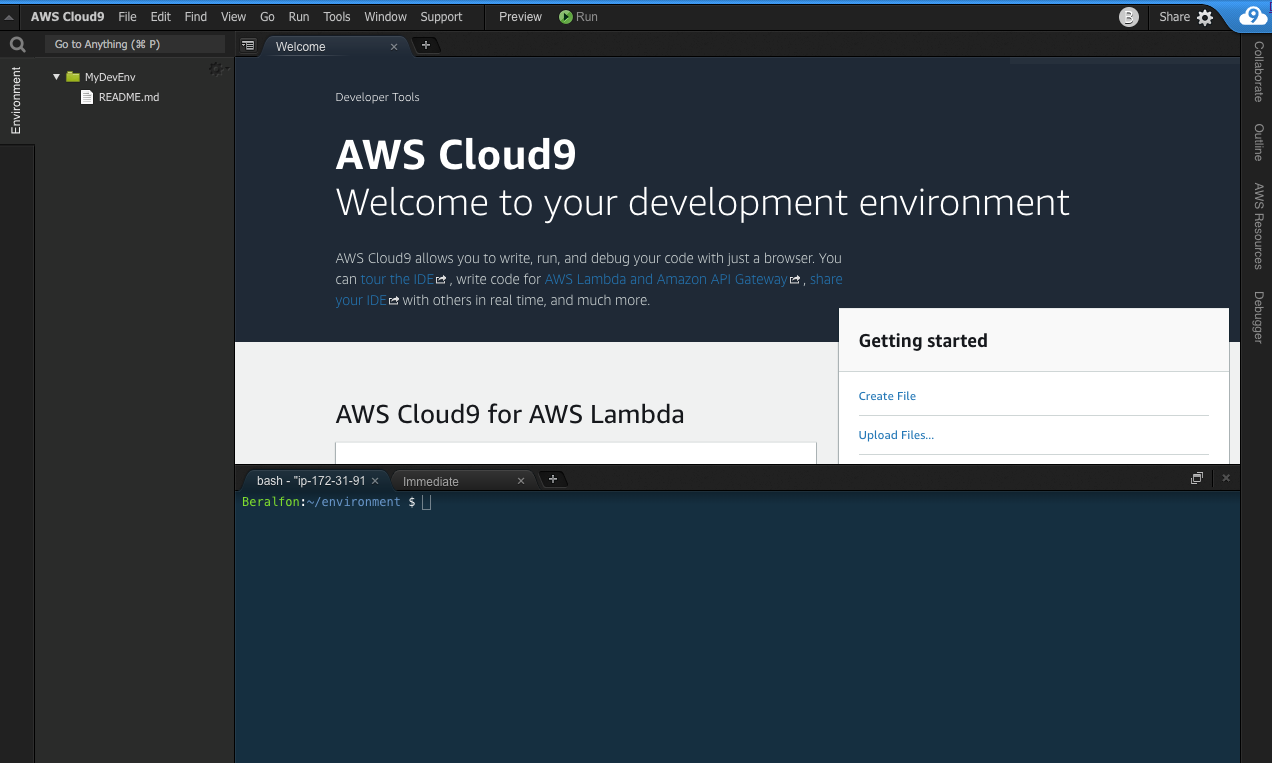 AWS Cloud9 File Edit Find View Go Run Tools Window Support Preview Run B Share 9
Go to Anything (⌘ P)
Welcome × +
Environment
MyDevEnv
README.md
Developer Tools
AWS Cloud9
Welcome to your development environment
AWS Cloud9 allows you to write, run, and debug your code with just a browser. You
can tour the IDE , write code for AWS Lambda and Amazon API Gateway , share
your IDE with others in real time, and much more.
Getting started
Create File
Upload Files...
AWS Cloud9 for AWS Lambda
bash - "ip-172-31-91 × Immediate × +
Beralfon:~/environment $
Collaborate
Outline
AWS Resources
Debugger